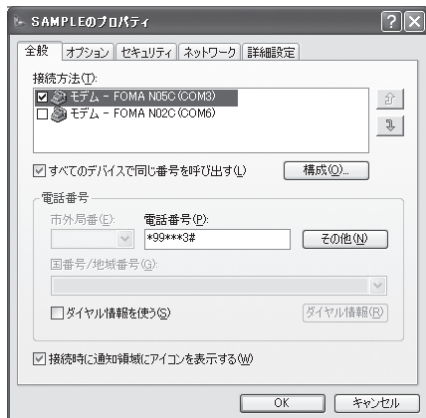 SAMPLEのプロパティ
全般 オプション セキュリティ ネットワーク 詳細設定
接続方法(T):
モデム - FOMA N05C (COM3)
モデム - FOMA N02C (COM6)
すべてのデバイスで同じ番号を呼び出す(L) 構成(O)...
電話番号
市外局番(E): 電話番号(P):
*99***3# その他(N)
国番号/地域番号(G):
ダイヤル情報を使う(S) ダイヤル情報(R)
接続時に通知領域にアイコンを表示する(W)
OK キャンセル